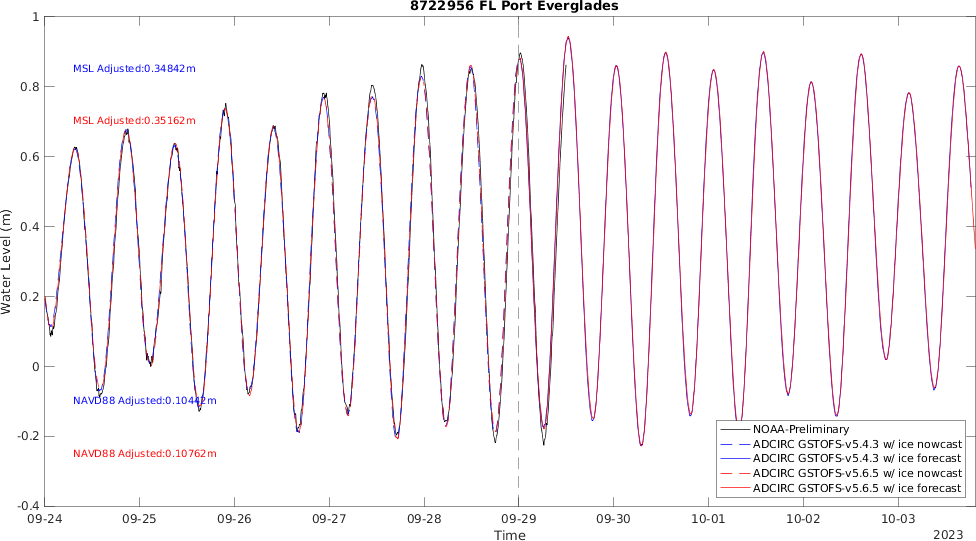 8722956 FL Port Everglades
1
0.8
0.6
0.4
0.2
0
-0.2
-0.4
Water Level (m)
MSL Adjusted:0.34842m
MSL Adjusted:0.35162m
NAVD88 Adjusted:0.10442m
NAVD88 Adjusted:0.10762m
NOAA-Preliminary
ADCIRC GSTOFS-v5.4.3 w/ ice nowcast
ADCIRC GSTOFS-v5.4.3 w/ ice forecast
ADCIRC GSTOFS-v5.6.5 w/ ice nowcast
ADCIRC GSTOFS-v5.6.5 w/ ice forecast
09-24 09-25 09-26 09-27 09-28 09-29 09-30 10-01 10-02 10-03
Time
2023